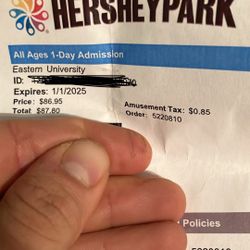 HERSHEYPARK
All Ages 1-Day Admission
Eastern University
ID:
Expires: 1/1/2025
Price: $86.95
Amusement Tax: $0.85
Total: $87.80
Order: 5220810
Policies